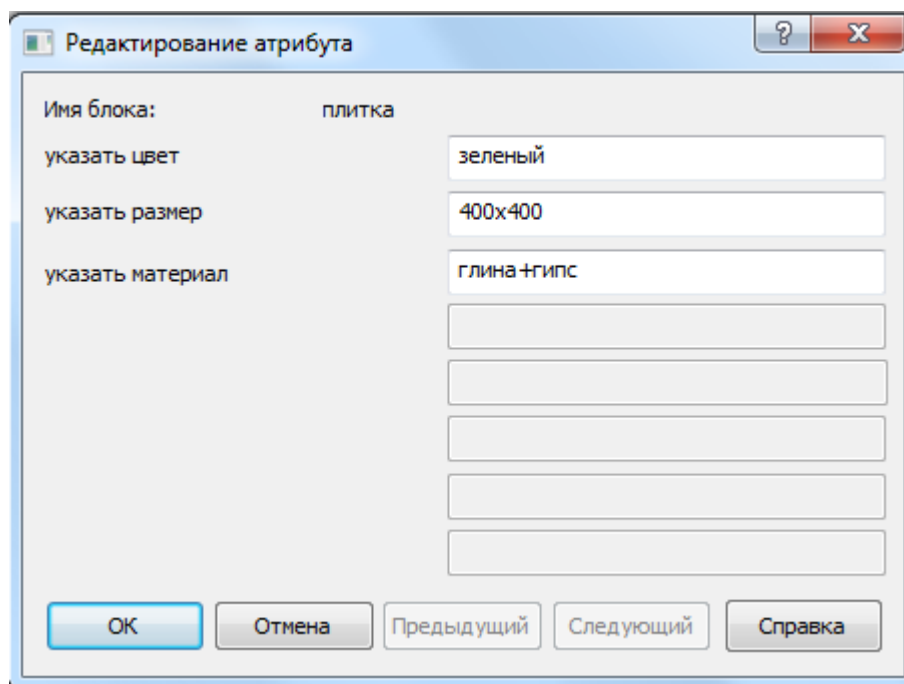 Редактирование атрибута
Имя блока: плитка
указать цвет зеленый
указать размер 400x400
указать материал глина+гипс
ОК Отмена Предыдущий Следующий Справка